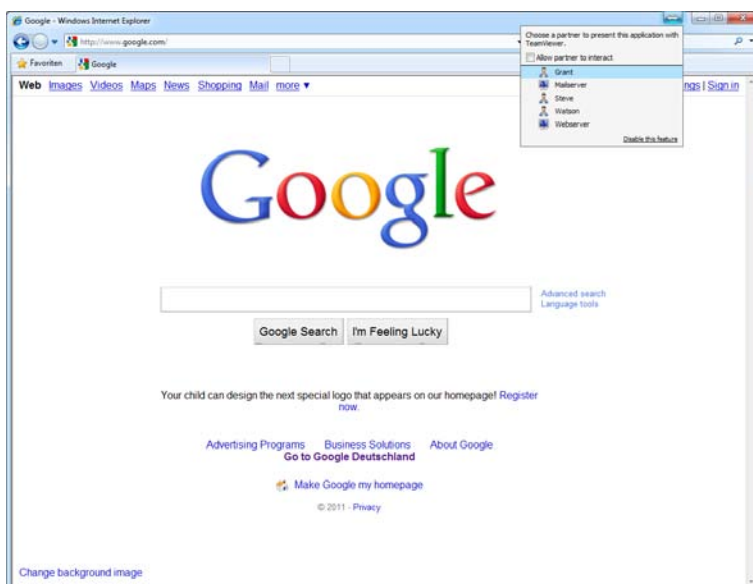 Google - Windows Internet Explorer
http://www.google.com/
Favoriten
Google
Choose a partner to present this application with
TeamViewer.
Allow partner to interact
Grant
Mailserver
Steve
Watson
Webserver
Disable this feature
Web Images Videos Maps News Shopping Mail more ▼
ngs | Sign in
Google
Advanced search
Language tools
Google Search
I'm Feeling Lucky
Your child can design the next special logo that appears on our homepage! Register
now.
Advertising Programs Business Solutions About Google
Go to Google Deutschland
Make Google my homepage
© 2011 - Privacy
Change background image